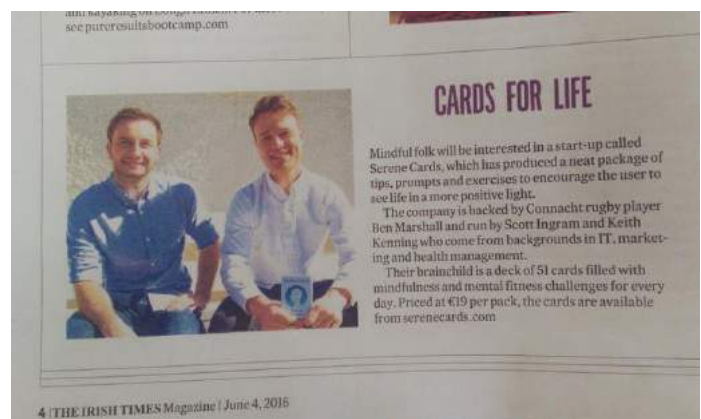 see pureresultsbootcamp.com
CARDS FOR LIFE
Mindful folk will be interested in a start-up called
Serene Cards, which has produced a neat package of
tips, prompts and exercises to encourage the user to
see life in a more positive light.
The company is backed by Connacht rugby player
Ben Marshall and run by Scott Ingram and Keith
Kenning who come from backgrounds in IT, market-
ing and health management.
Their brainchild is a deck of 51 cards filled with
mindfulness and mental fitness challenges for every
day. Priced at €19 per pack, the cards are available
from serenecards.com
4 | THE IRISH TIMES Magazine | June 4, 2016